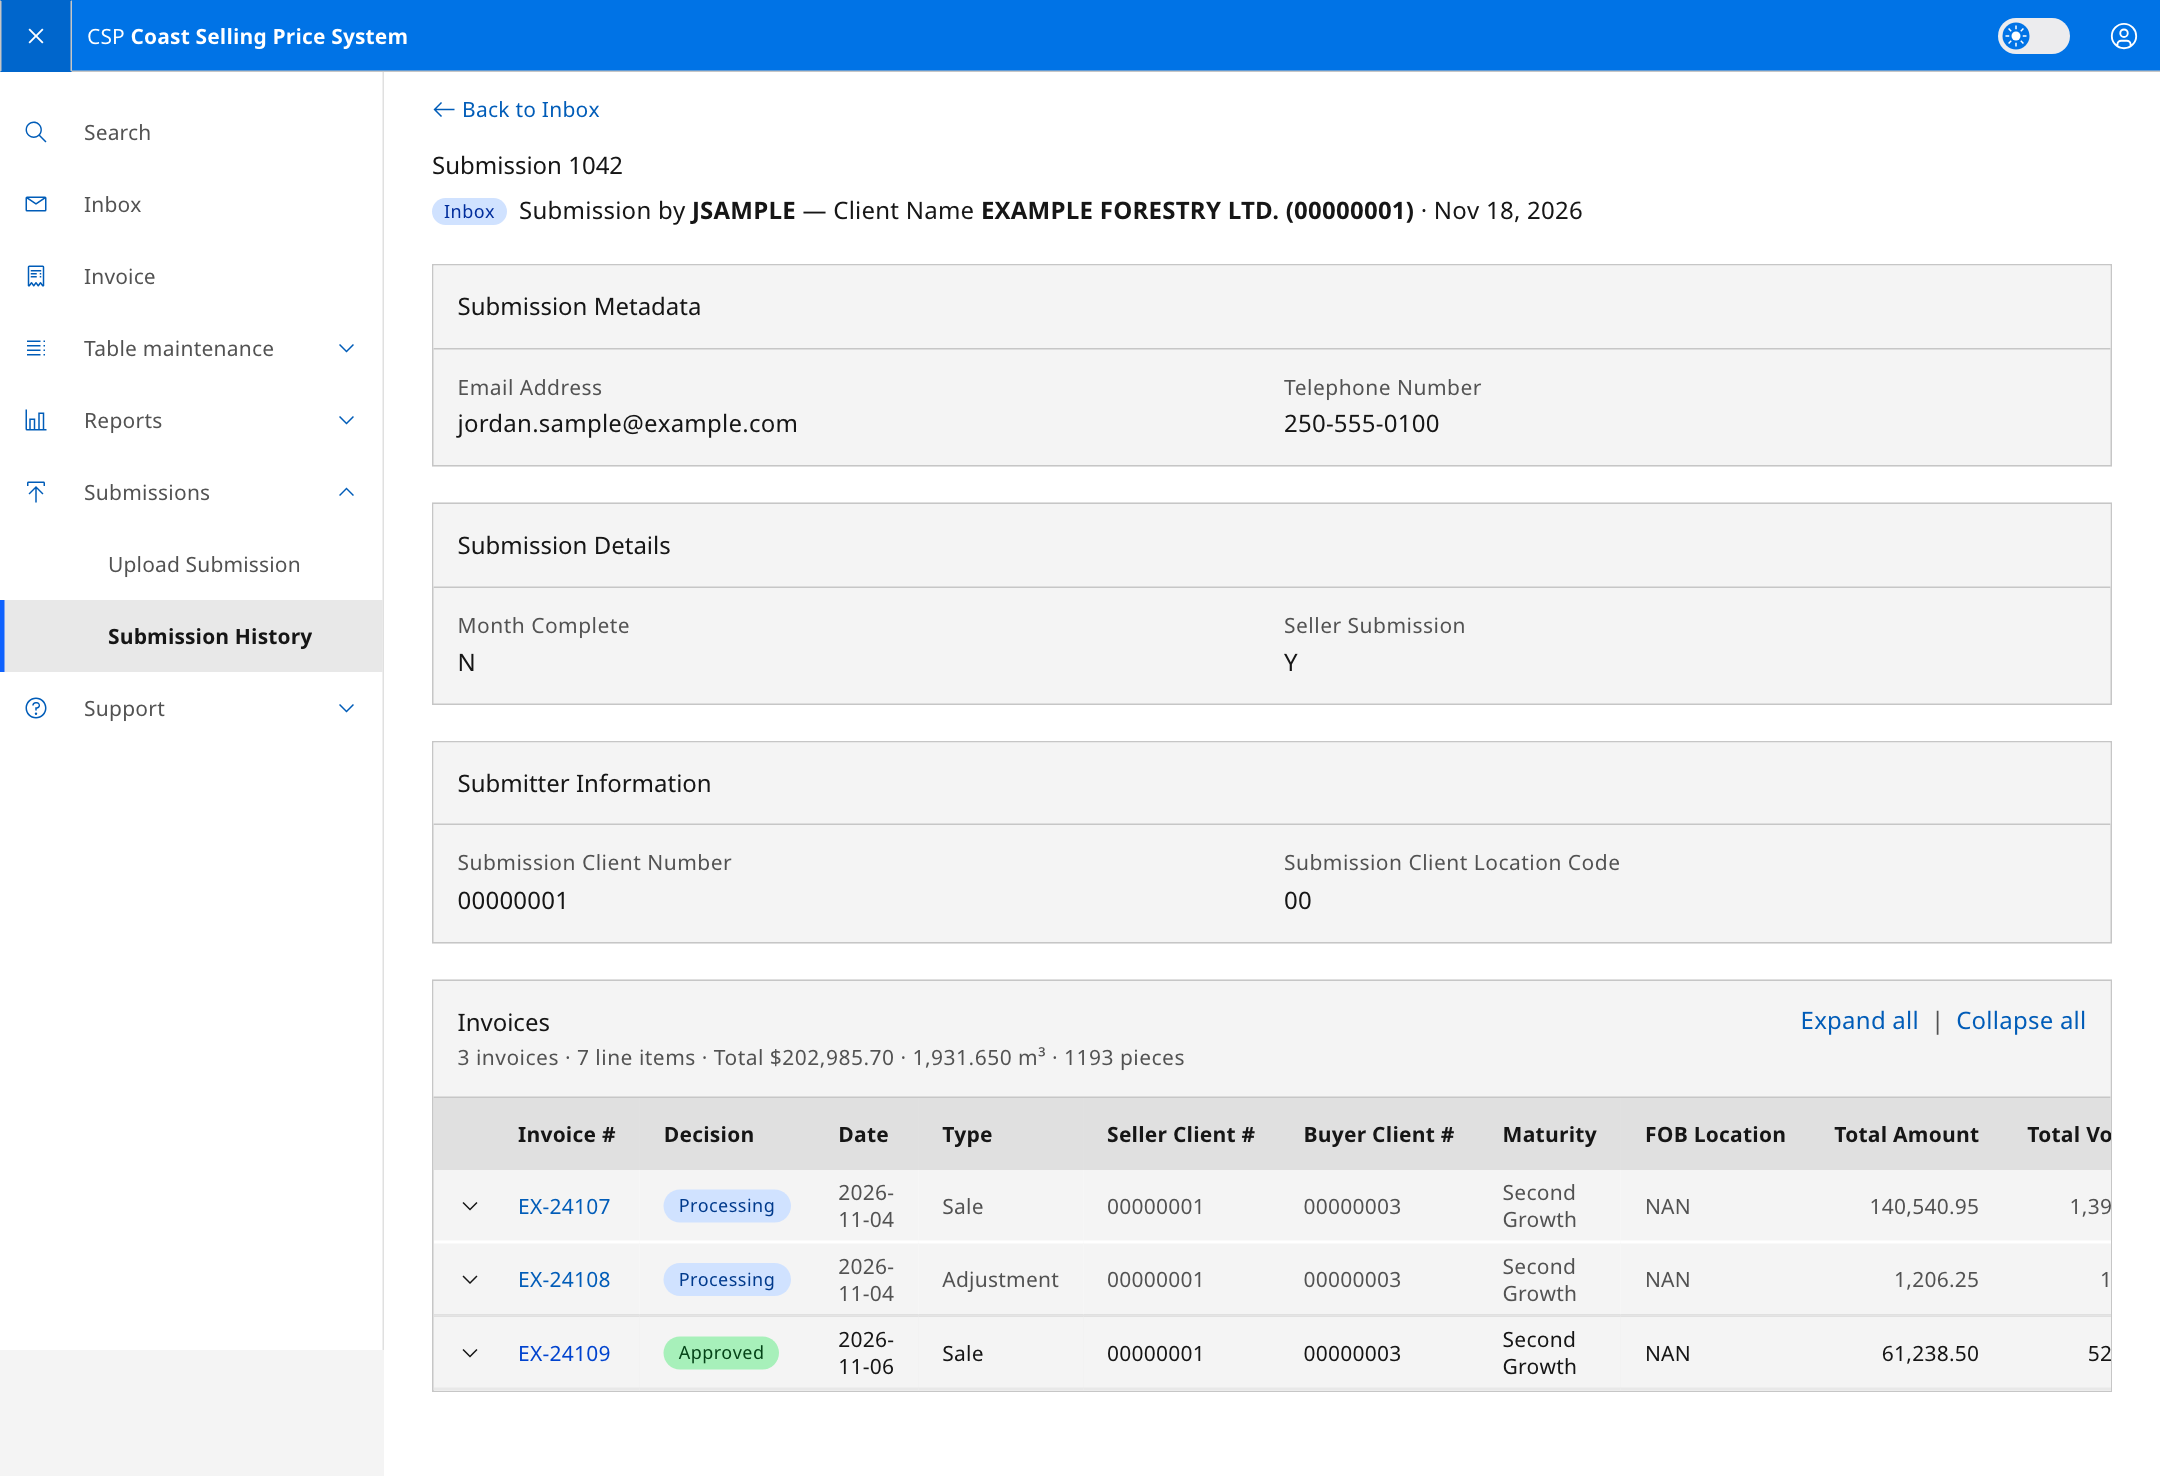 CSP Coast Selling Price System
Search
Inbox
Invoice
Table maintenance
Reports
Submissions
Upload Submission
Submission History
Support
Back to Inbox
Submission 1042
Inbox Submission by JSAMPLE — Client Name EXAMPLE FORESTRY LTD. (00000001) · Nov 18, 2026
Submission Metadata
Email Address Telephone Number
jordan.sample@example.com 250-555-0100
Submission Details
Month Complete Seller Submission
N Y
Submitter Information
Submission Client Number Submission Client Location Code
00000001 00
Invoices
Expand all | Collapse all
3 invoices · 7 line items · Total $202,985.70 · 1,931.650 m³ · 1193 pieces
Invoice # Decision Date Type Seller Client # Buyer Client # Maturity FOB Location Total Amount Total Vo
EX-24107 Processing 2026-11-04 Sale 00000001 00000003 Second Growth NAN 140,540.95 1,39
EX-24108 Processing 2026-11-04 Adjustment 00000001 00000003 Second Growth NAN 1,206.25 1
EX-24109 Approved 2026-11-06 Sale 00000001 00000003 Second Growth NAN 61,238.50 52